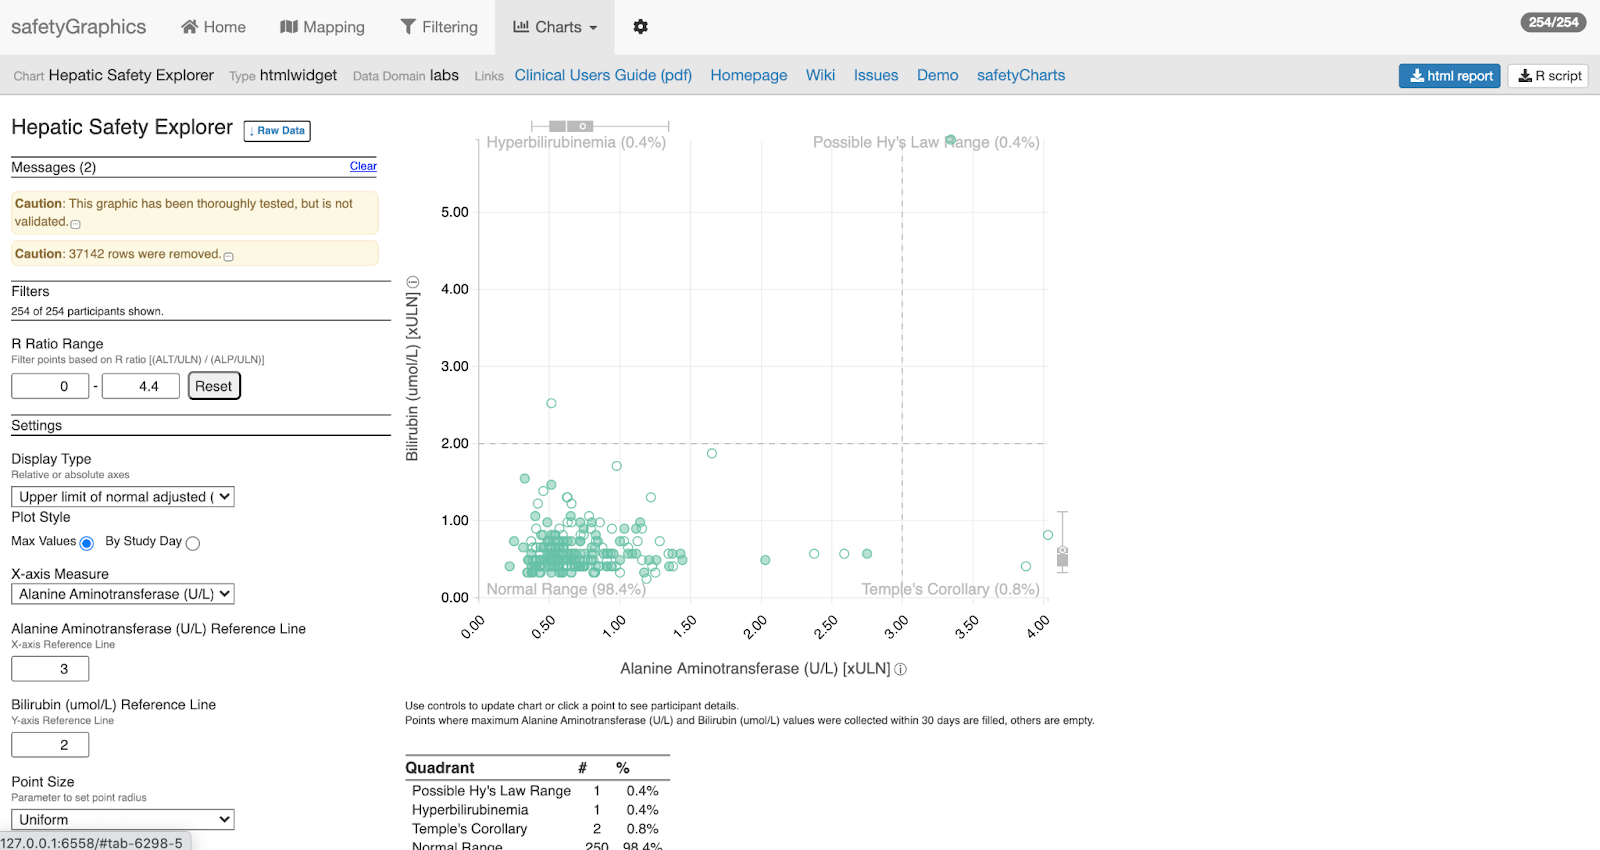 safetyGraphics Home Mapping Filtering Charts 254/254
Chart Hepatic Safety Explorer Type htmlwidget Data Domain labs Links Clinical Users Guide (pdf) Homepage Wiki Issues Demo safetyCharts html report R script
Hepatic Safety Explorer ↓ Raw Data
Messages (2) Clear
Caution: This graphic has been thoroughly tested, but is not
validated.
Caution: 37142 rows were removed.
Filters
254 of 254 participants shown.
R Ratio Range
Filter points based on R ratio [(ALT/ULN) / (ALP/ULN)]
0 - 4.4 Reset
Settings
Display Type
Relative or absolute axes
Upper limit of normal adjusted (
Plot Style
Max Values By Study Day
X-axis Measure
Alanine Aminotransferase (U/L)
Alanine Aminotransferase (U/L) Reference Line
X-axis Reference Line
3
Bilirubin (umol/L) Reference Line
Y-axis Reference Line
2
Point Size
Parameter to set point radius
Uniform
127.0.0.1:6558/#tab-6298-5
Hyperbilirubinemia (0.4%) Possible Hy's Law Range (0.4%)
5.00
4.00
3.00
2.00
1.00
0.00
Bilirubin (umol/L) [xULN]
Normal Range (98.4%) Temple's Corollary (0.8%)
0.00 0.50 1.00 1.50 2.00 2.50 3.00 3.50 4.00
Alanine Aminotransferase (U/L) [xULN]
Use controls to update chart or click a point to see participant details.
Points where maximum Alanine Aminotransferase (U/L) and Bilirubin (umol/L) values were collected within 30 days are filled, others are empty.
Quadrant # %
Possible Hy's Law Range 1 0.4%
Hyperbilirubinemia 1 0.4%
Temple's Corollary 2 0.8%
Normal Range 250 98.4%